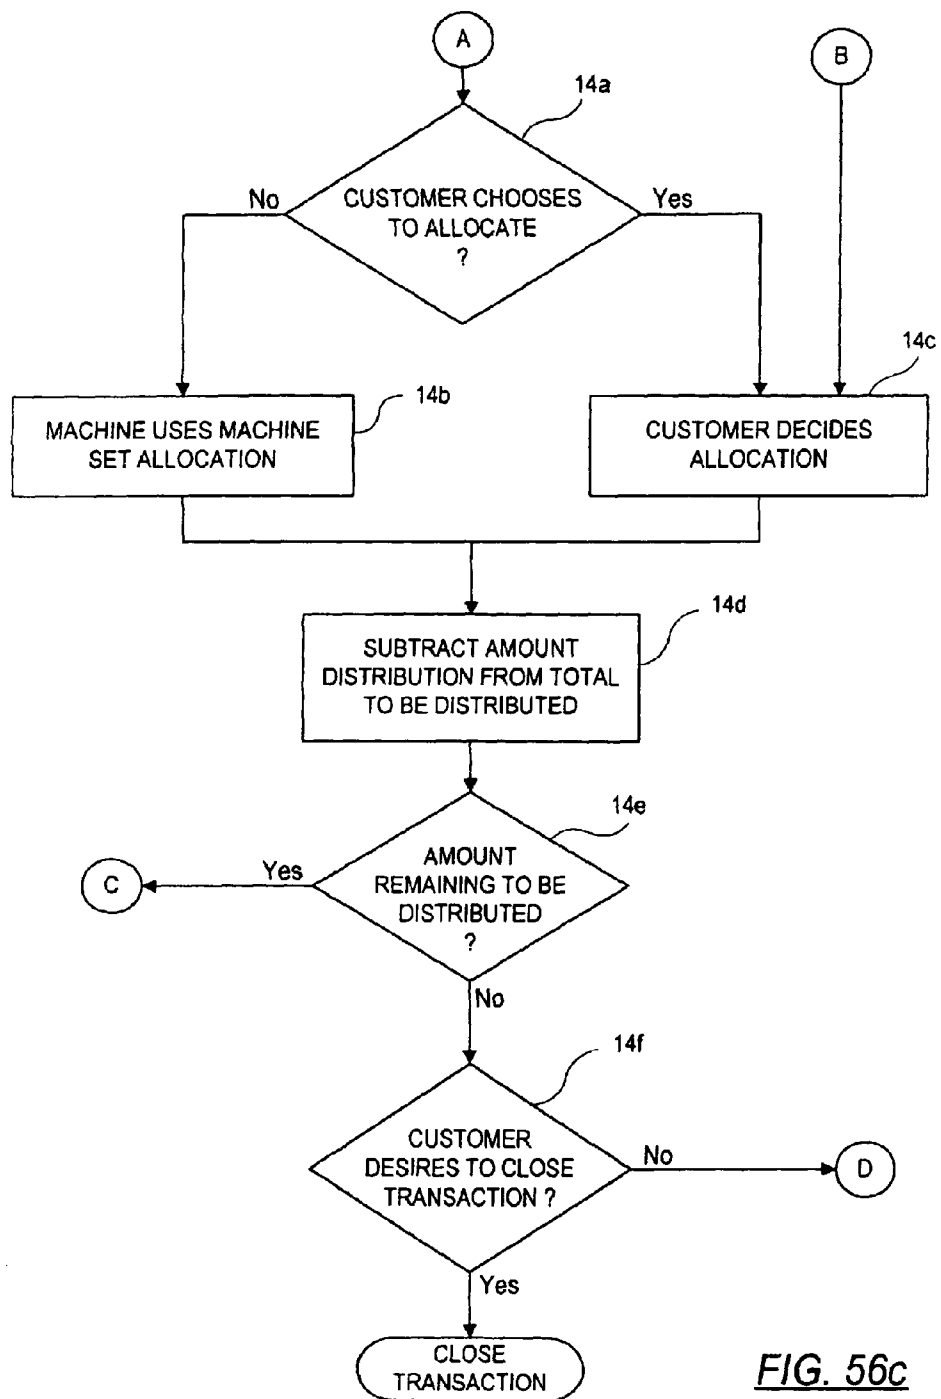 A
B
14a
No
CUSTOMER CHOOSES
TO ALLOCATE
?
Yes
14b
14c
MACHINE USES MACHINE
SET ALLOCATION
CUSTOMER DECIDES
ALLOCATION
14d
SUBTRACT AMOUNT
DISTRIBUTION FROM TOTAL
TO BE DISTRIBUTED
14e
C
Yes
AMOUNT
REMAINING TO BE
DISTRIBUTED
?
No
14f
CUSTOMER
DESIRES TO CLOSE
TRANSACTION ?
No
D
Yes
CLOSE
TRANSACTION
FIG. 56c